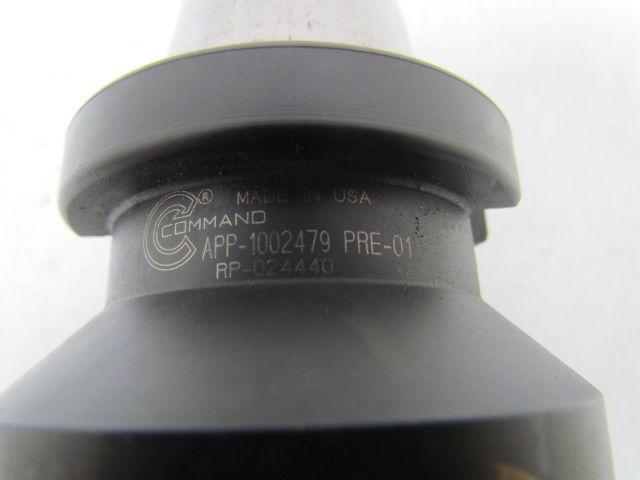 ® MADE IN USA
COMMAND
APP-1002479 PRE-01
RP-024440